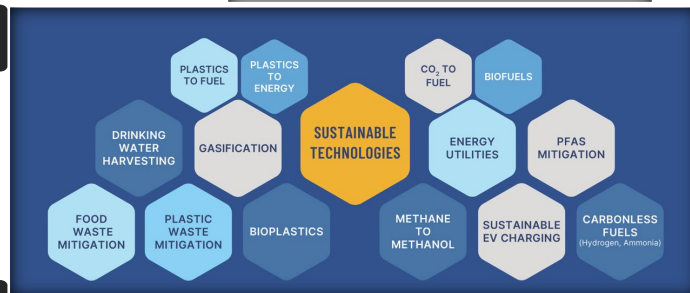 PLASTICS
TO FUEL
PLASTICS
TO
ENERGY
CO₂ TO
FUEL
BIOFUELS
DRINKING
WATER
HARVESTING
GASIFICATION
SUSTAINABLE
TECHNOLOGIES
ENERGY
UTILITIES
PFAS
MITIGATION
FOOD
WASTE
MITIGATION
PLASTIC
WASTE
MITIGATION
BIOPLASTICS
METHANE
TO
METHANOL
SUSTAINABLE
EV CHARGING
CARBONLESS
FUELS
(Hydrogen, Ammonia)